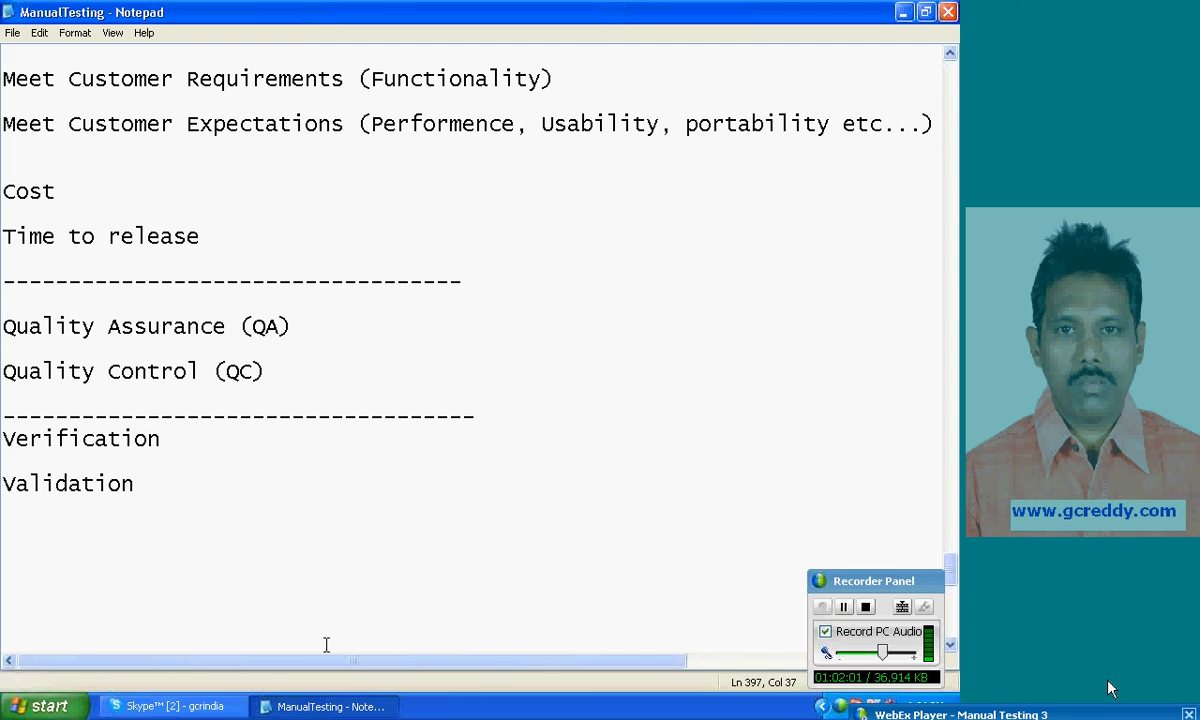 ManualTesting - Notepad
File Edit Format View Help
Meet Customer Requirements (Functionality)
Meet Customer Expectations (Performence, Usability, portability etc...)
Cost
Time to release
-----------------------------------
Quality Assurance (QA)
Quality Control (QC)
------------------------------------
Verification
Validation
www.gcreddy.com
Recorder Panel
Record PC Audio
- +
01:02:01 / 36,914 KB
Ln 397, Col 37
start
Skype™ [2] - gcrindia
ManualTesting - Note...
WebEx Player - Manual Testing 3